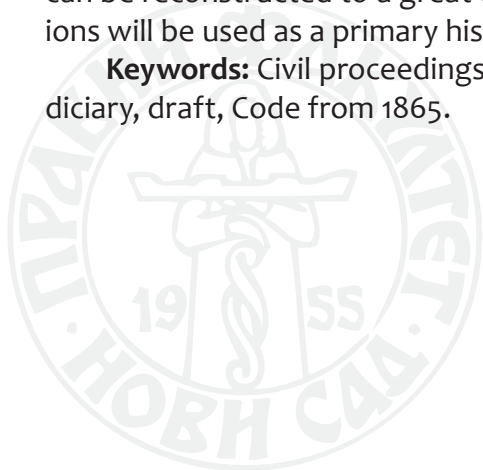 can be reconstructed to a great
ions will be used as a primary his
Keywords: Civil proceedings
diciary, draft, Code from 1865.
ПРАВНИ ФАКУЛТЕТ
19 55
НОВИ САД